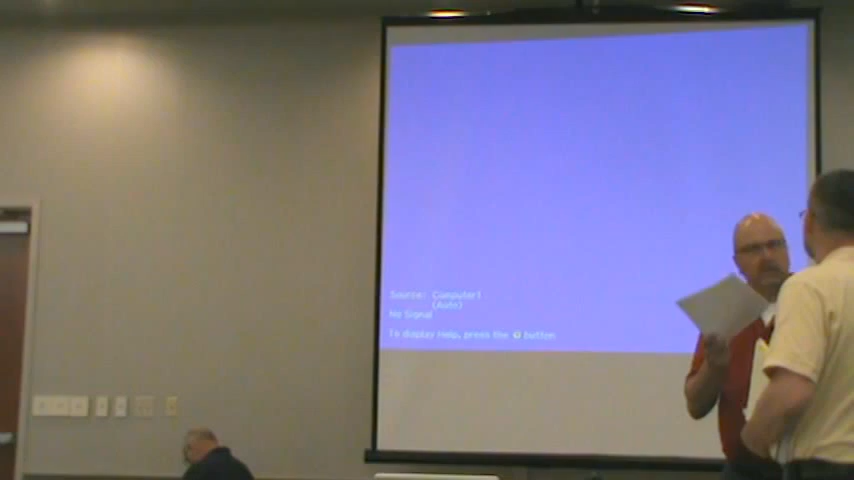 Source: Computer1
(Auto)
No Signal
To display Help, press the ? button